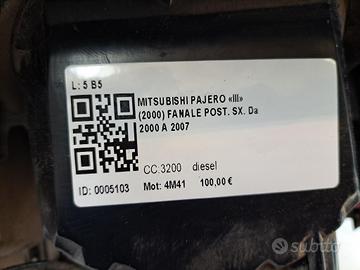 L: 5 B5
MITSUBISHI PAJERO «III»
(2000) FANALE POST. SX. Da
2000 A 2007
CC:3200 diesel
ID: 0005103 Mot: 4M41 100,00 €
subito